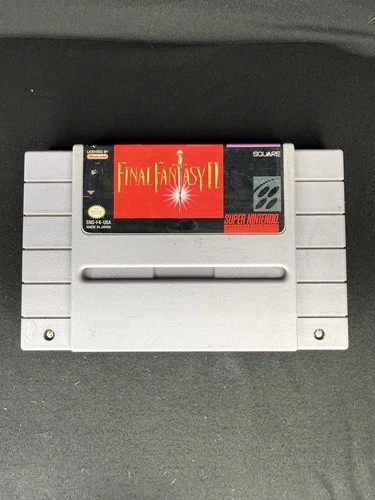 LICENSED BY
Nintendo
FINAL FANTASY II
SQUARE
SNS-F4-USA
MADE IN JAPAN
SUPER NINTENDO